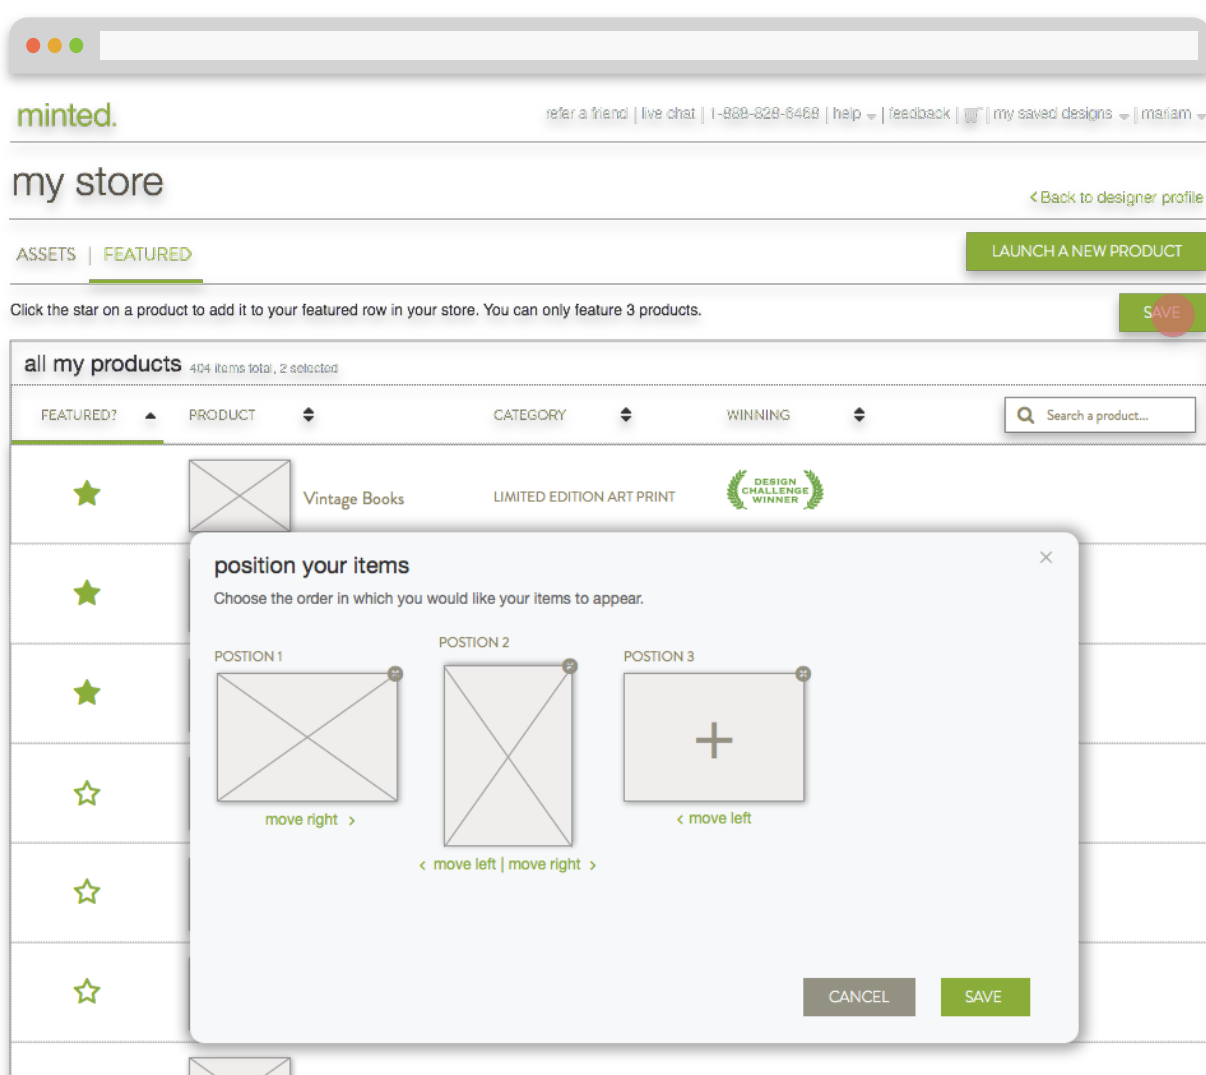 minted.
refer a friend | live chat | 1-888-828-6468 | help | feedback | my saved designs | mariam
my store
Back to designer profile
ASSETS | FEATURED
LAUNCH A NEW PRODUCT
Click the star on a product to add it to your featured row in your store. You can only feature 3 products.
SAVE
all my products 404 items total, 2 selected
FEATURED? PRODUCT CATEGORY WINNING Search a product...
Vintage Books LIMITED EDITION ART PRINT
DESIGN
CHALLENGE
WINNER
position your items
Choose the order in which you would like your items to appear.
POSTION 1
POSTION 2
POSTION 3
move right >
< move left | move right >
< move left
CANCEL
SAVE